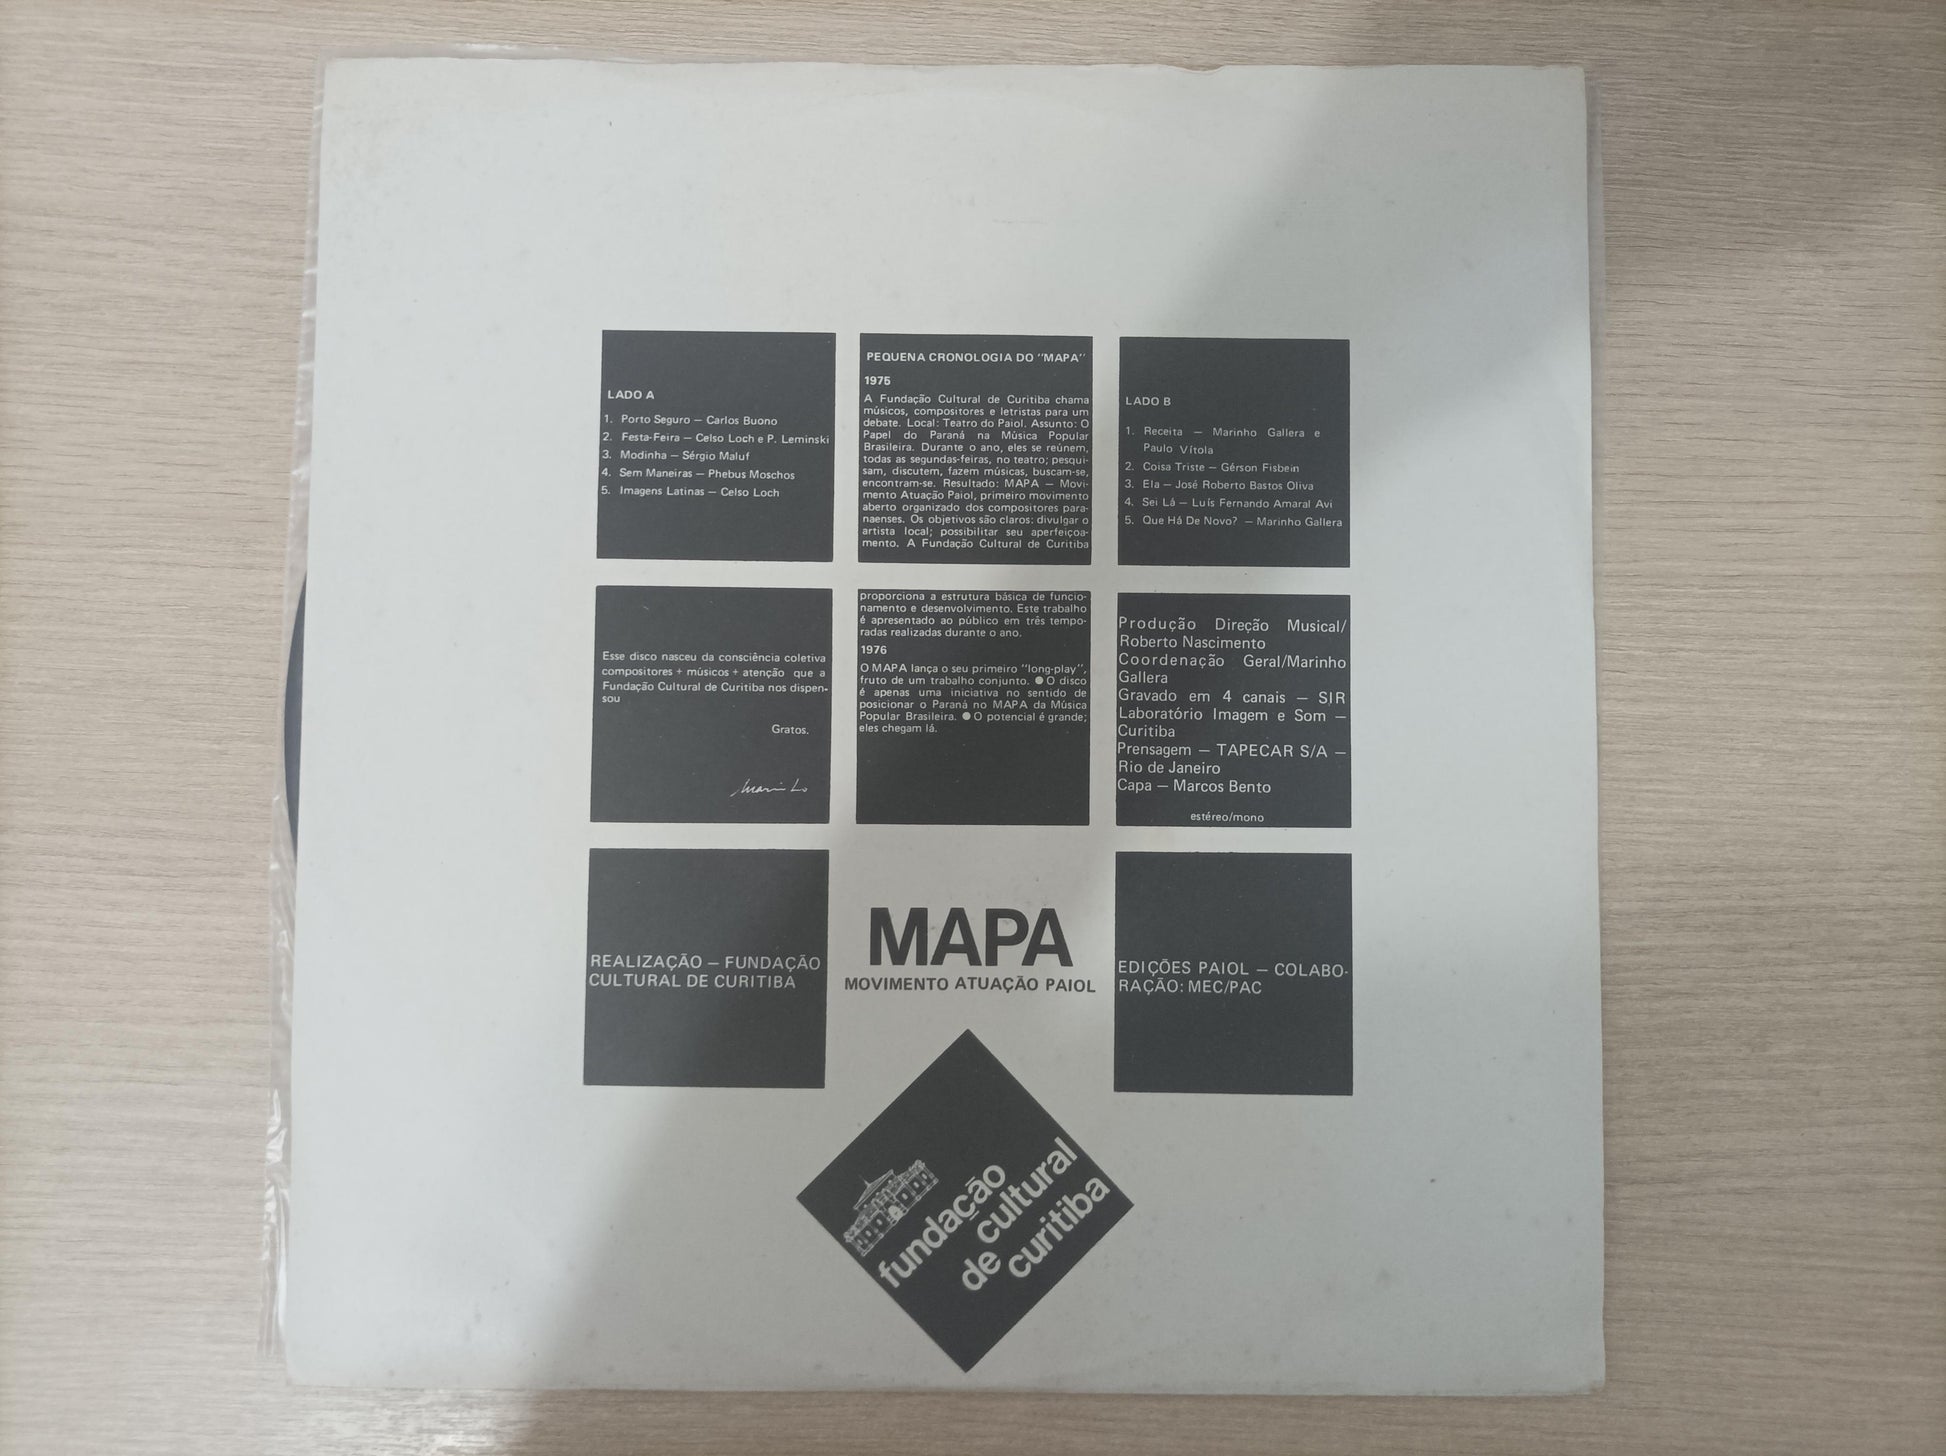 LADO A
1. Porto Seguro — Carlos Buono
2. Festa-Feira — Celso Loch e P. Leminski
3. Modinha — Sérgio Maluf
4. Sem Maneiras — Phebus Moschos
5. Imagens Latinas — Celso Loch
PEQUENA CRONOLOGIA DO "MAPA"
1975
A Fundação Cultural de Curitiba chama
músicos, compositores e letristas para um
debate. Local: Teatro do Paiol. Assunto: O
Papel do Paraná na Música Popular
Brasileira. Durante o ano, eles se reúnem,
todas as segundas-feiras, no teatro; pesqui-
sam, discutem, fazem músicas, buscam-se,
encontram-se. Resultado: MAPA — Movi-
mento Atuação Paiol, primeiro movimento
aberto organizado dos compositores para-
naenses. Os objetivos são claros: divulgar o
artista local; possibilitar seu aperfeiçoa-
mento. A Fundação Cultural de Curitiba
LADO B
1. Receita — Marinho Gallera e
Paulo Vítola
2. Coisa Triste — Gérson Fisbein
3. Ela — José Roberto Bastos Oliva
4. Sei Lá — Luís Fernando Amaral Avi
5. Que Há De Novo? — Marinho Gallera
Esse disco nasceu da consciência coletiva
compositores + músicos + atenção que a
Fundação Cultural de Curitiba nos dispen-
sou
Gratos.
Marinho
proporciona a estrutura básica de funcio-
namento e desenvolvimento. Este trabalho
é apresentado ao público em três tempo-
radas realizadas durante o ano.
1976
O MAPA lança o seu primeiro "long-play",
fruto de um trabalho conjunto. ● O disco
é apenas uma iniciativa no sentido de
posicionar o Paraná no MAPA da Música
Popular Brasileira. ● O potencial é grande;
eles chegam lá.
Produção Direção Musical/
Roberto Nascimento
Coordenação Geral/Marinho
Gallera
Gravado em 4 canais — SIR
Laboratório Imagem e Som —
Curitiba
Prensagem — TAPECAR S/A —
Rio de Janeiro
Capa — Marcos Bento
estéreo/mono
REALIZAÇÃO — FUNDAÇÃO
CULTURAL DE CURITIBA
MAPA
MOVIMENTO ATUAÇÃO PAIOL
EDIÇÕES PAIOL — COLABO-
RAÇÃO: MEC/PAC
fundação
cultural
de curitiba